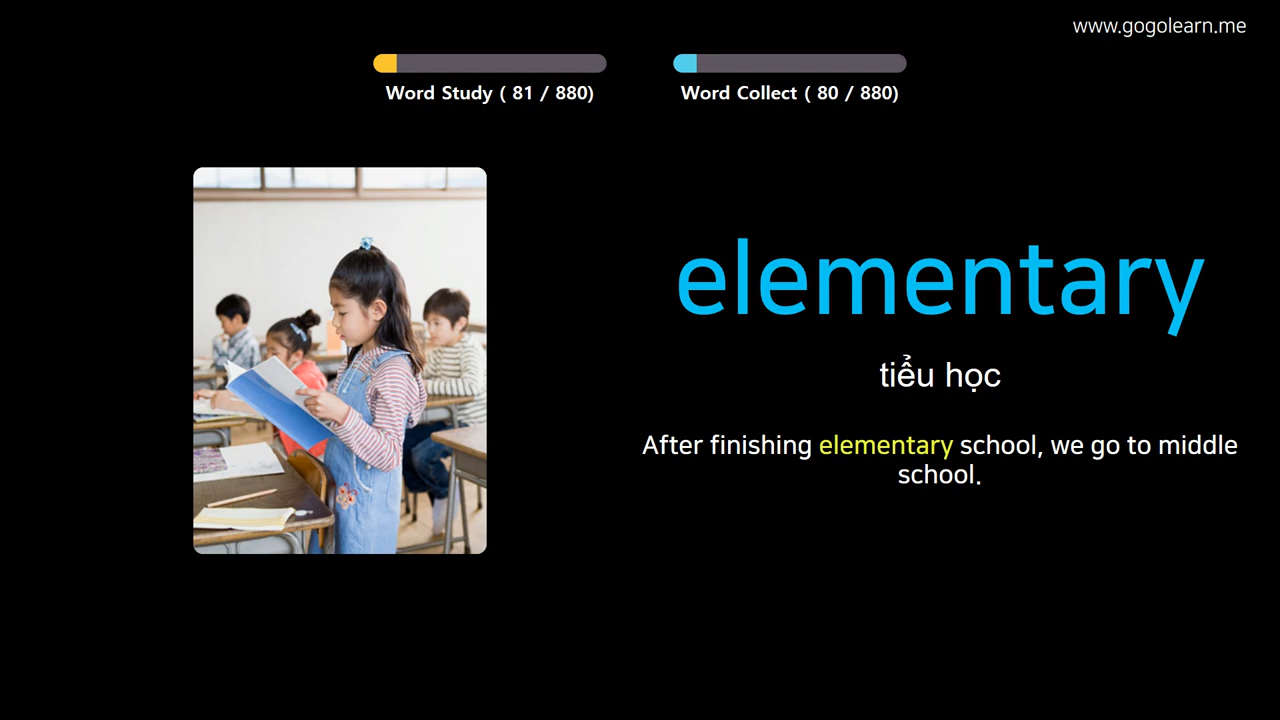 www.gogolearn.me
Word Study ( 81 / 880)
Word Collect ( 80 / 880)
elementary
tiểu học
After finishing elementary school, we go to middle
school.